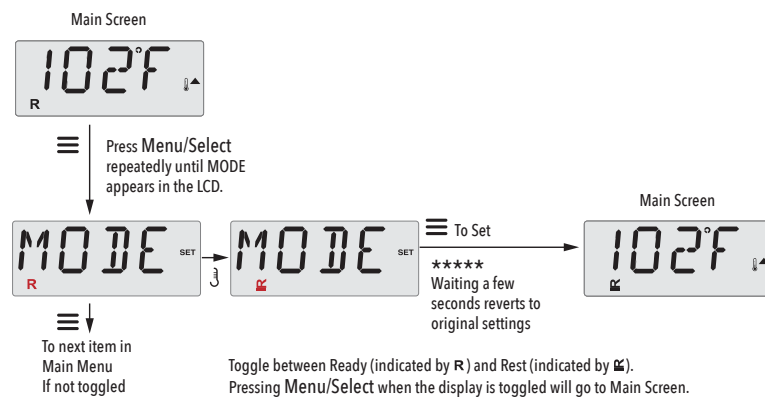 Main Screen
102°F
R
Press Menu/Select
repeatedly until MODE
appears in the LCD.
MODE SET
R
MODE SET
R
To Set
*****
Waiting a few
seconds reverts to
original settings
Main Screen
102°F
R
To next item in
Main Menu
If not toggled
Toggle between Ready (indicated by R ) and Rest (indicated by R).
Pressing Menu/Select when the display is toggled will go to Main Screen.